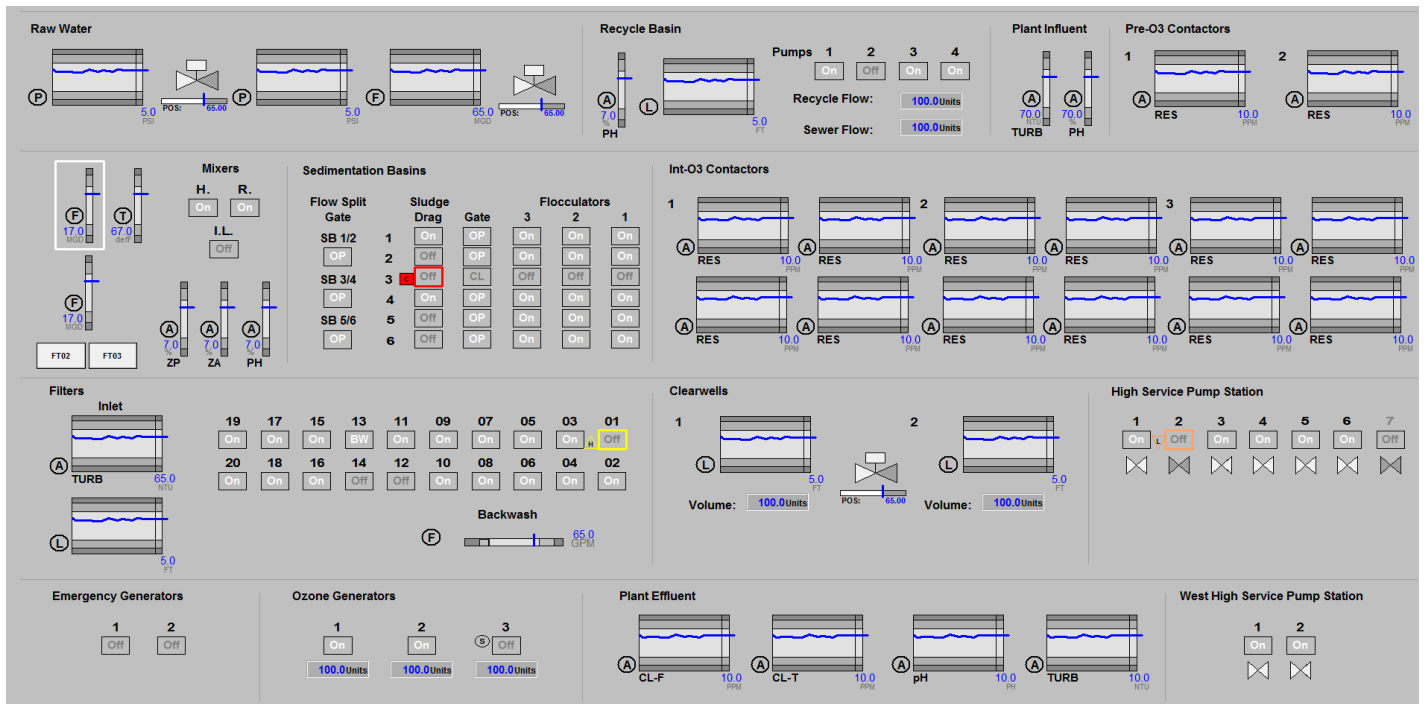 Raw Water
P 5.0 PSI
POS: 65.00
P 5.0 PSI
F 65.0 MGD
POS: 65.00
Recycle Basin
A 7.0 % PH
L 5.0 FT
Pumps 1 2 3 4
On Off On On
Recycle Flow: 100.0Units
Sewer Flow: 100.0Units
Plant Influent
A 70.0 NTU TURB
A 70.0 % PH
Pre-O3 Contactors
1 A RES 10.0 PPM
2 A RES 10.0 PPM
F 17.0 MGD
T 67.0 defF
F 17.0 MGD
FT02 FT03
Mixers
H. R.
On On
I.L.
Off
A 7.0 % ZP
A 7.0 % ZA
A 7.0 % PH
Sedimentation Basins
Flow Split Gate
SB 1/2
OP
SB 3/4
OP
SB 5/6
OP
Sludge Drag Gate Flocculators 3 2 1
1 On OP On On On
2 Off OP On On On
3 Off CL Off Off Off
4 On OP On On On
5 Off OP On On On
6 Off OP On On On
Int-O3 Contactors
1 2 3
A RES 10.0 PPM
A RES 10.0 PPM
A RES 10.0 PPM
A RES 10.0 PPM
A RES 10.0 PPM
A RES 10.0 PPM
A RES 10.0 PPM
A RES 10.0 PPM
A RES 10.0 PPM
A RES 10.0 PPM
A RES 10.0 PPM
A RES 10.0 PPM
Filters
Inlet
A TURB 65.0 NTU
L 5.0 FT
19 17 15 13 11 09 07 05 03 01
On On On BW On On On On On H Off
20 18 16 14 12 10 08 06 04 02
On On On Off Off On On On On On
Backwash
F 65.0 GPM
Clearwells
1 L 5.0 FT
Volume: 100.0Units
POS: 65.00
2 L 5.0 FT
Volume: 100.0Units
High Service Pump Station
1 2 3 4 5 6 7
On L Off On On On On Off
Emergency Generators
1 2
Off Off
Ozone Generators
1 2 3
On On S Off
100.0Units 100.0Units 100.0Units
Plant Effluent
A CL-F 10.0 PPM
A CL-T 10.0 PPM
A pH 10.0 PH
A TURB 10.0 NTU
West High Service Pump Station
1 2
On On